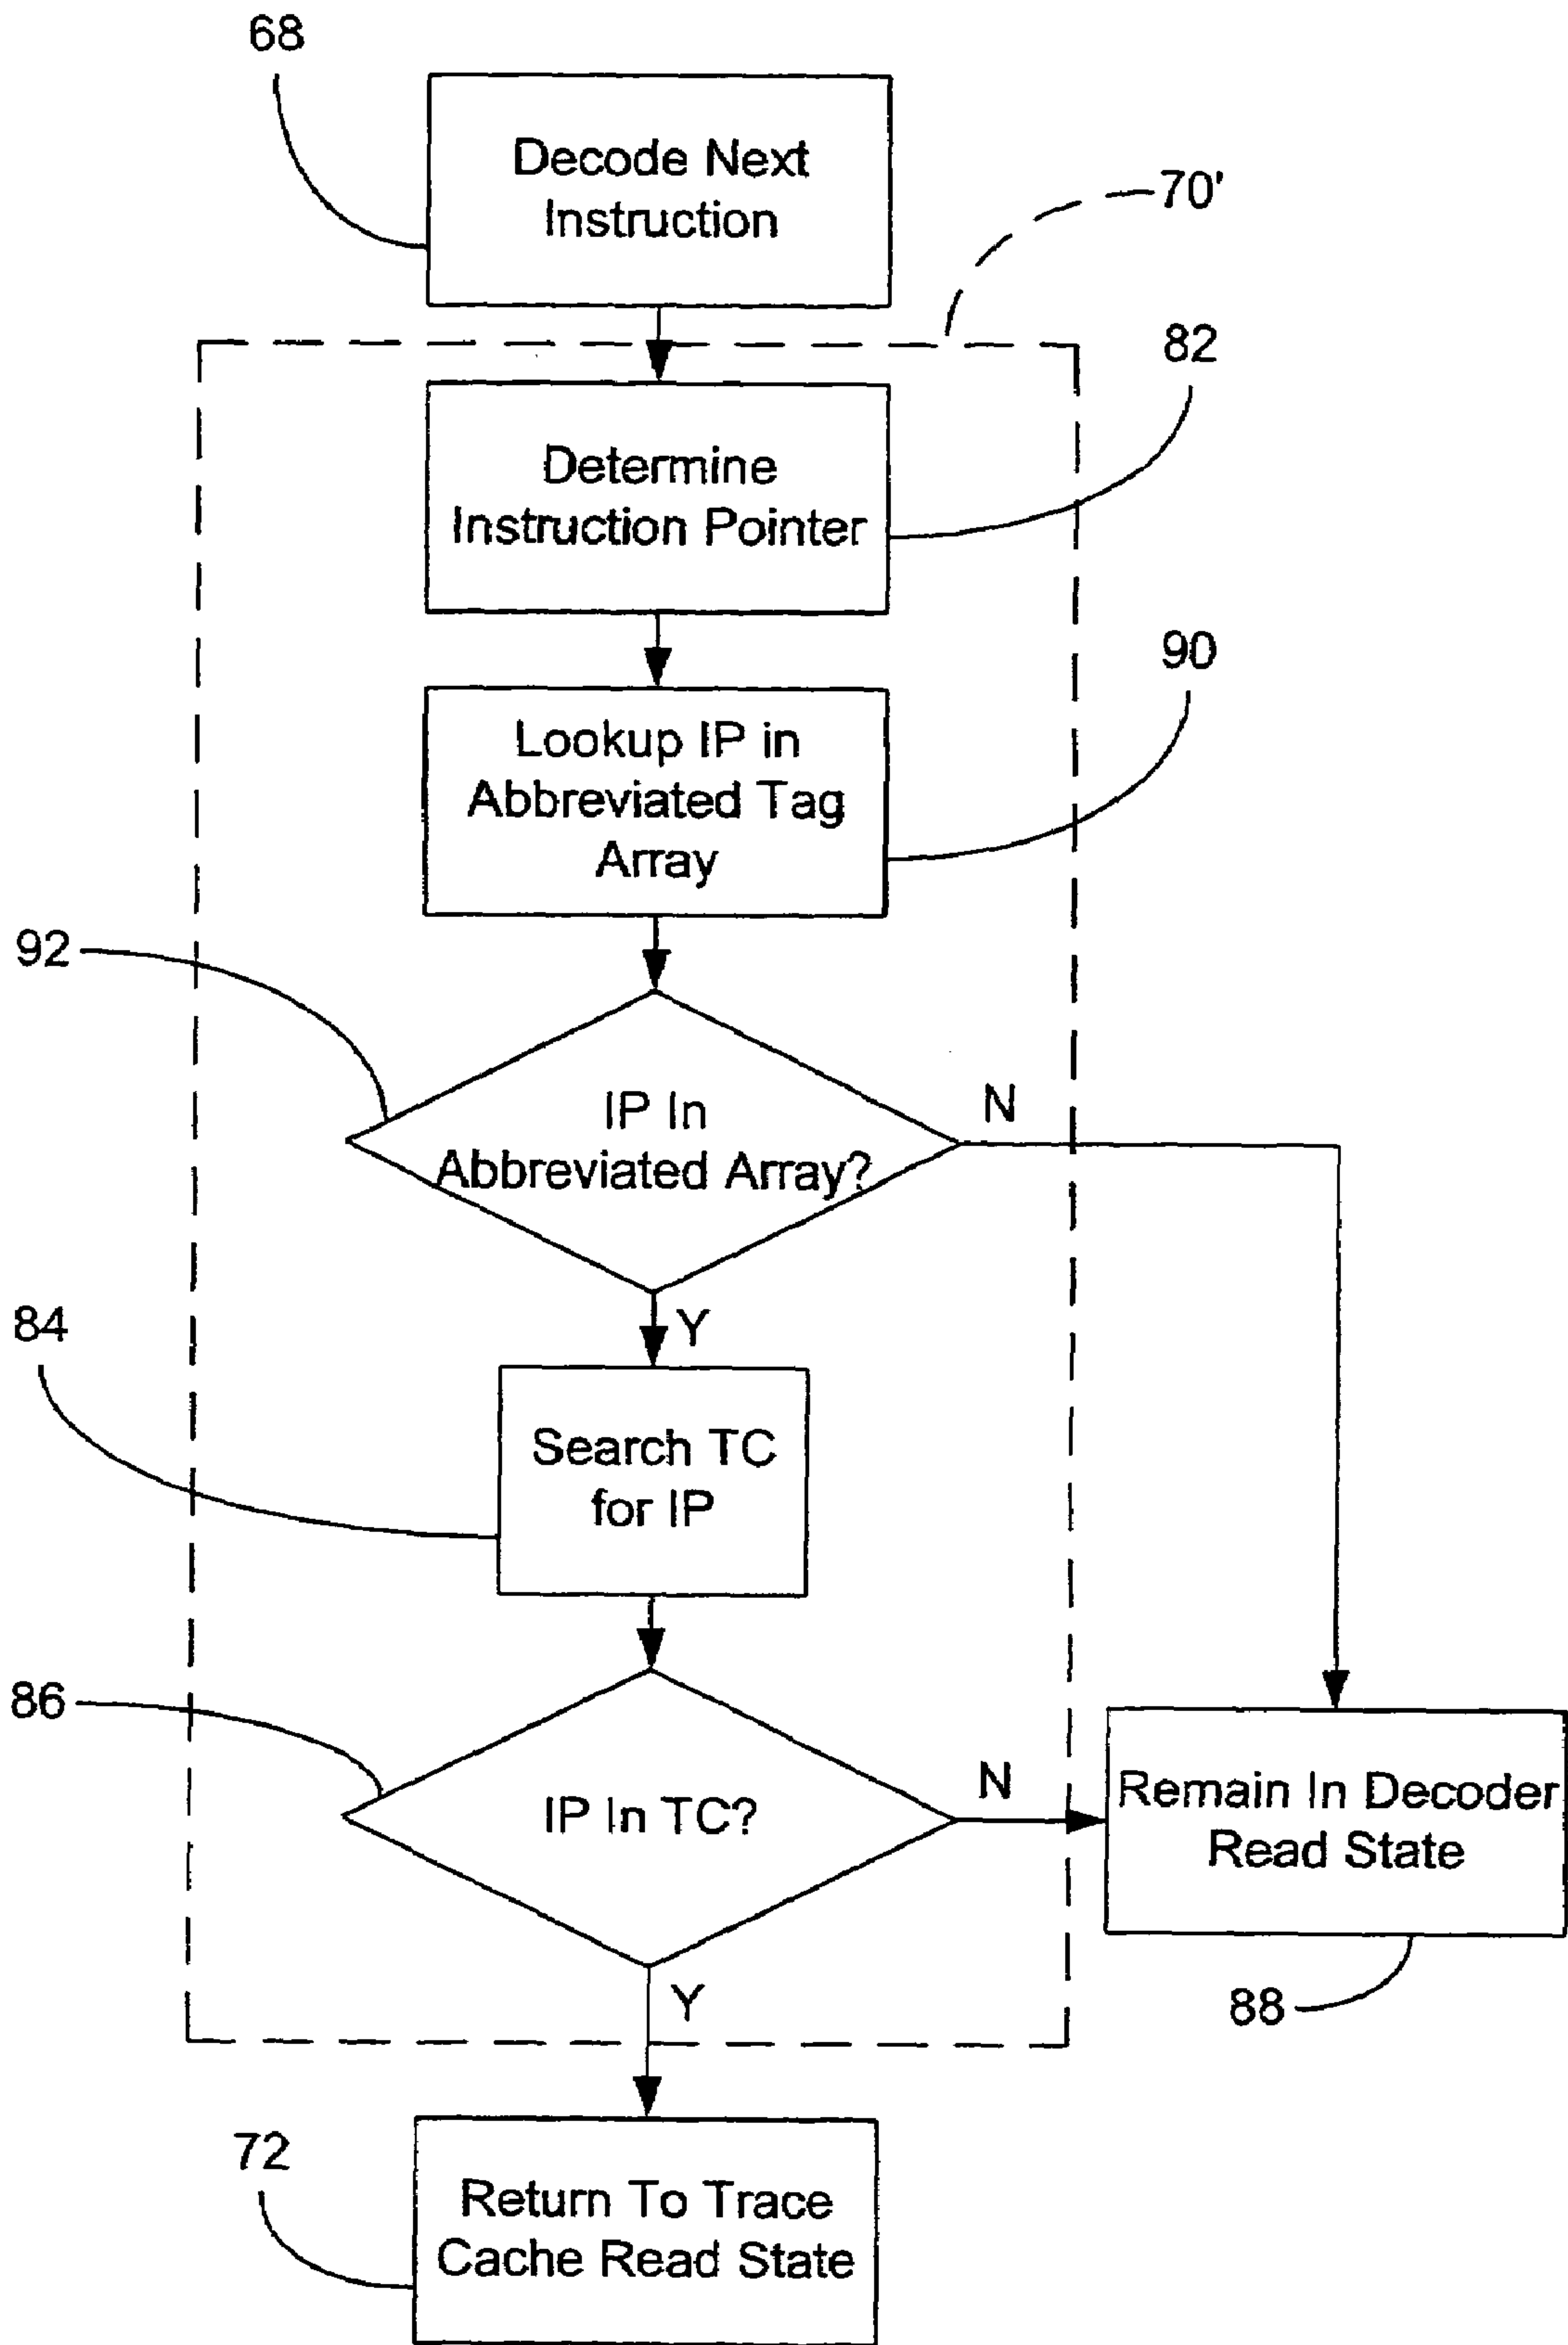 68
Decode Next
Instruction
70'
82
Determine
Instruction Pointer
90
Lookup IP in
Abbreviated Tag
Array
92
IP In
Abbreviated Array?
N
Y
84
Search TC
for IP
86
IP In TC?
N
Remain In Decoder
Read State
88
Y
72
Return To Trace
Cache Read State